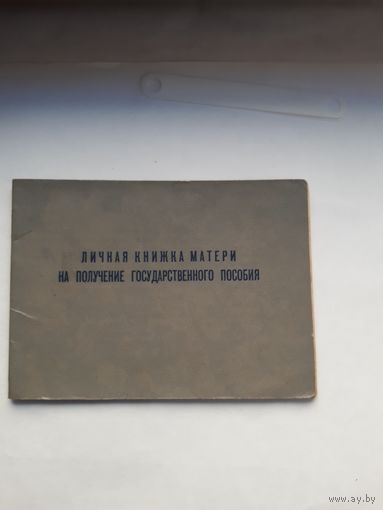 ЛИЧНАЯ КНИЖКА МАТЕРИ
НА ПОЛУЧЕНИЕ ГОСУДАРСТВЕННОГО ПОСОБИЯ
www.ay.by